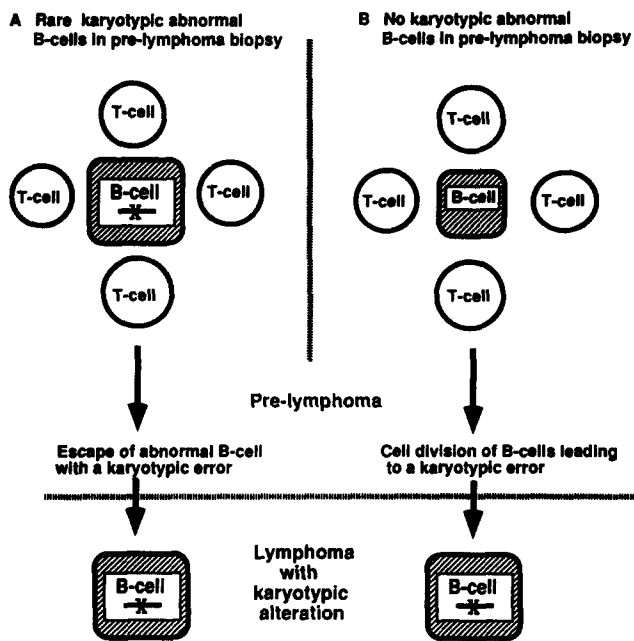 A Rare karyotypic abnormal
B-cells in pre-lymphoma biopsy
T-cell
T-cell
B-cell
X
T-cell
T-cell
Escape of abnormal B-cell
with a karyotypic error
B No karyotypic abnormal
B-cells in pre-lymphoma biopsy
T-cell
T-cell
B-cell
T-cell
T-cell
Cell division of B-cells leading
to a karyotypic error
Pre-lymphoma
B-cell
X
Lymphoma
with
karyotypic
alteration
B-cell
X